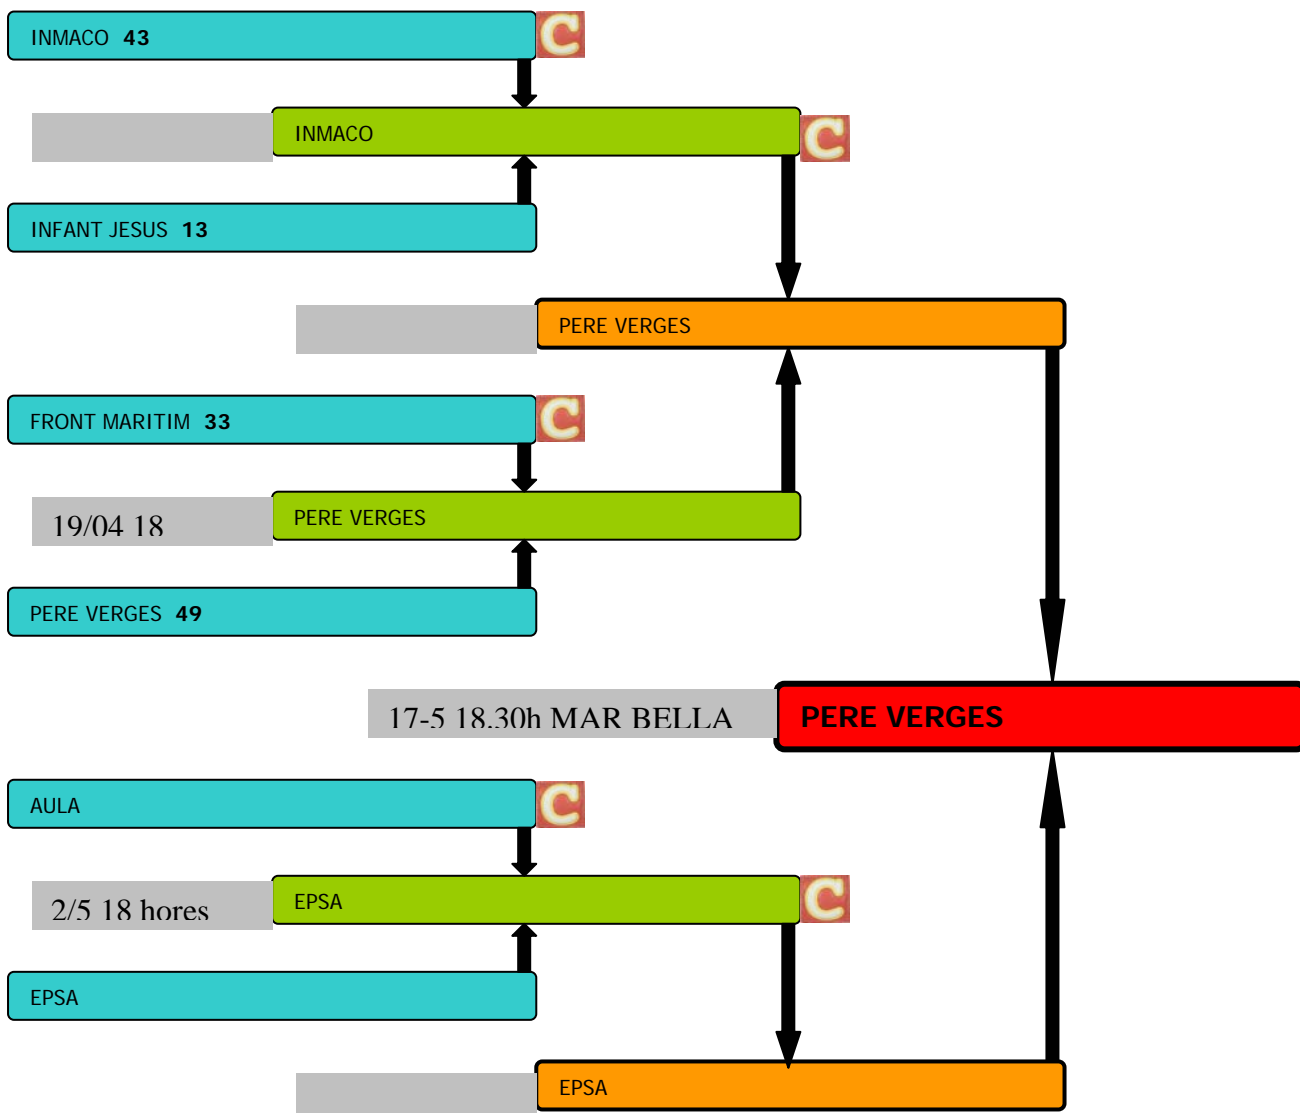 INMACO 43
C
INMACO
C
INFANT JESUS 13
PERE VERGES
FRONT MARITIM 33
C
19/04 18
PERE VERGES
PERE VERGES 49
17-5 18.30h MAR BELLA
PERE VERGES
AULA
C
2/5 18 hores
EPSA
C
EPSA
EPSA